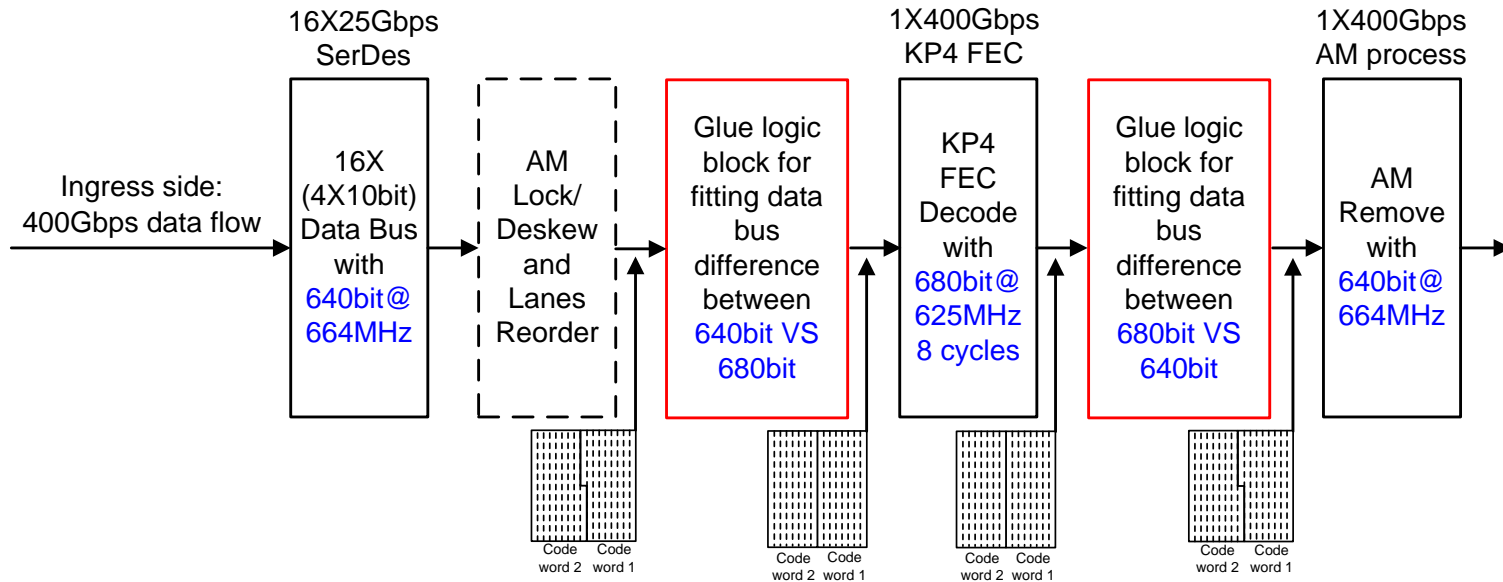 16X25Gbps
SerDes
1X400Gbps
KP4 FEC
1X400Gbps
AM process
Ingress side:
400Gbps data flow
16X
(4X10bit)
Data Bus
with
640bit@
664MHz
AM
Lock/
Deskew
and
Lanes
Reorder
Glue logic
block for
fitting data
bus
difference
between
640bit VS
680bit
KP4
FEC
Decode
with
680bit@
625MHz
8 cycles
Glue logic
block for
fitting data
bus
difference
between
680bit VS
640bit
AM
Remove
with
640bit@
664MHz
Code
word 2
Code
word 1
Code
word 2
Code
word 1
Code
word 2
Code
word 1
Code
word 2
Code
word 1